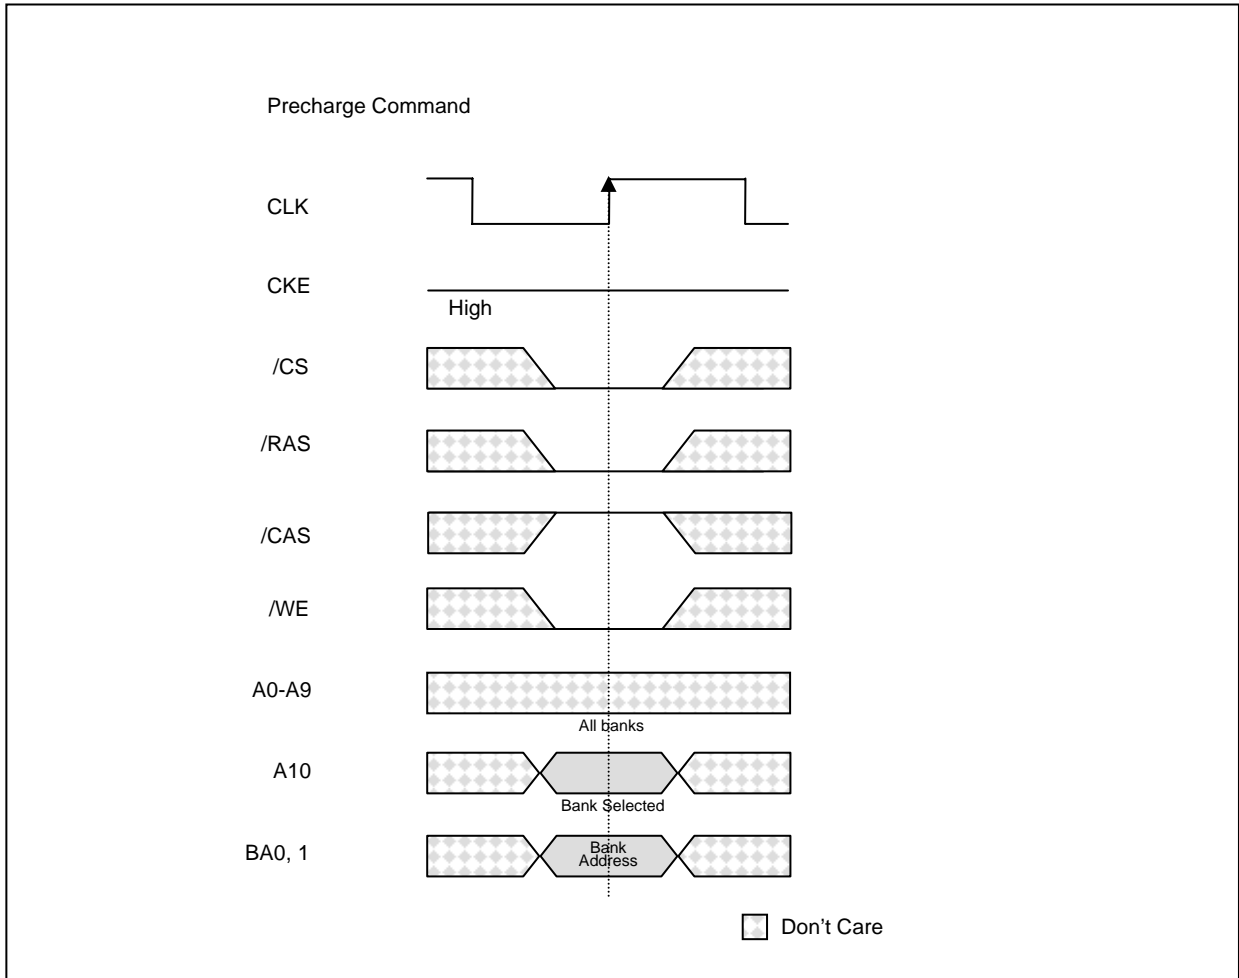 Precharge Command
CLK
CKE
High
/CS
/RAS
/CAS
/WE
A0-A9
All banks
A10
Bank Selected
BA0, 1
Bank
Address
Don't Care